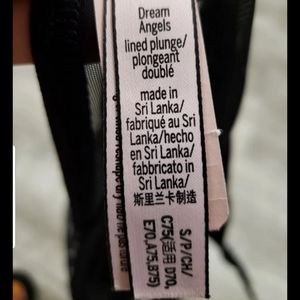 Dream
Angels
lined plunge/
plongeant
doublé
made in
Sri Lanka/
fabriqué au Sri
Lanka/hecho
en Sri Lanka/
fabbricato in
Sri Lanka/
斯里兰卡制造
S/P/CH/
C75(适用 D70,
E70,A75,B75)